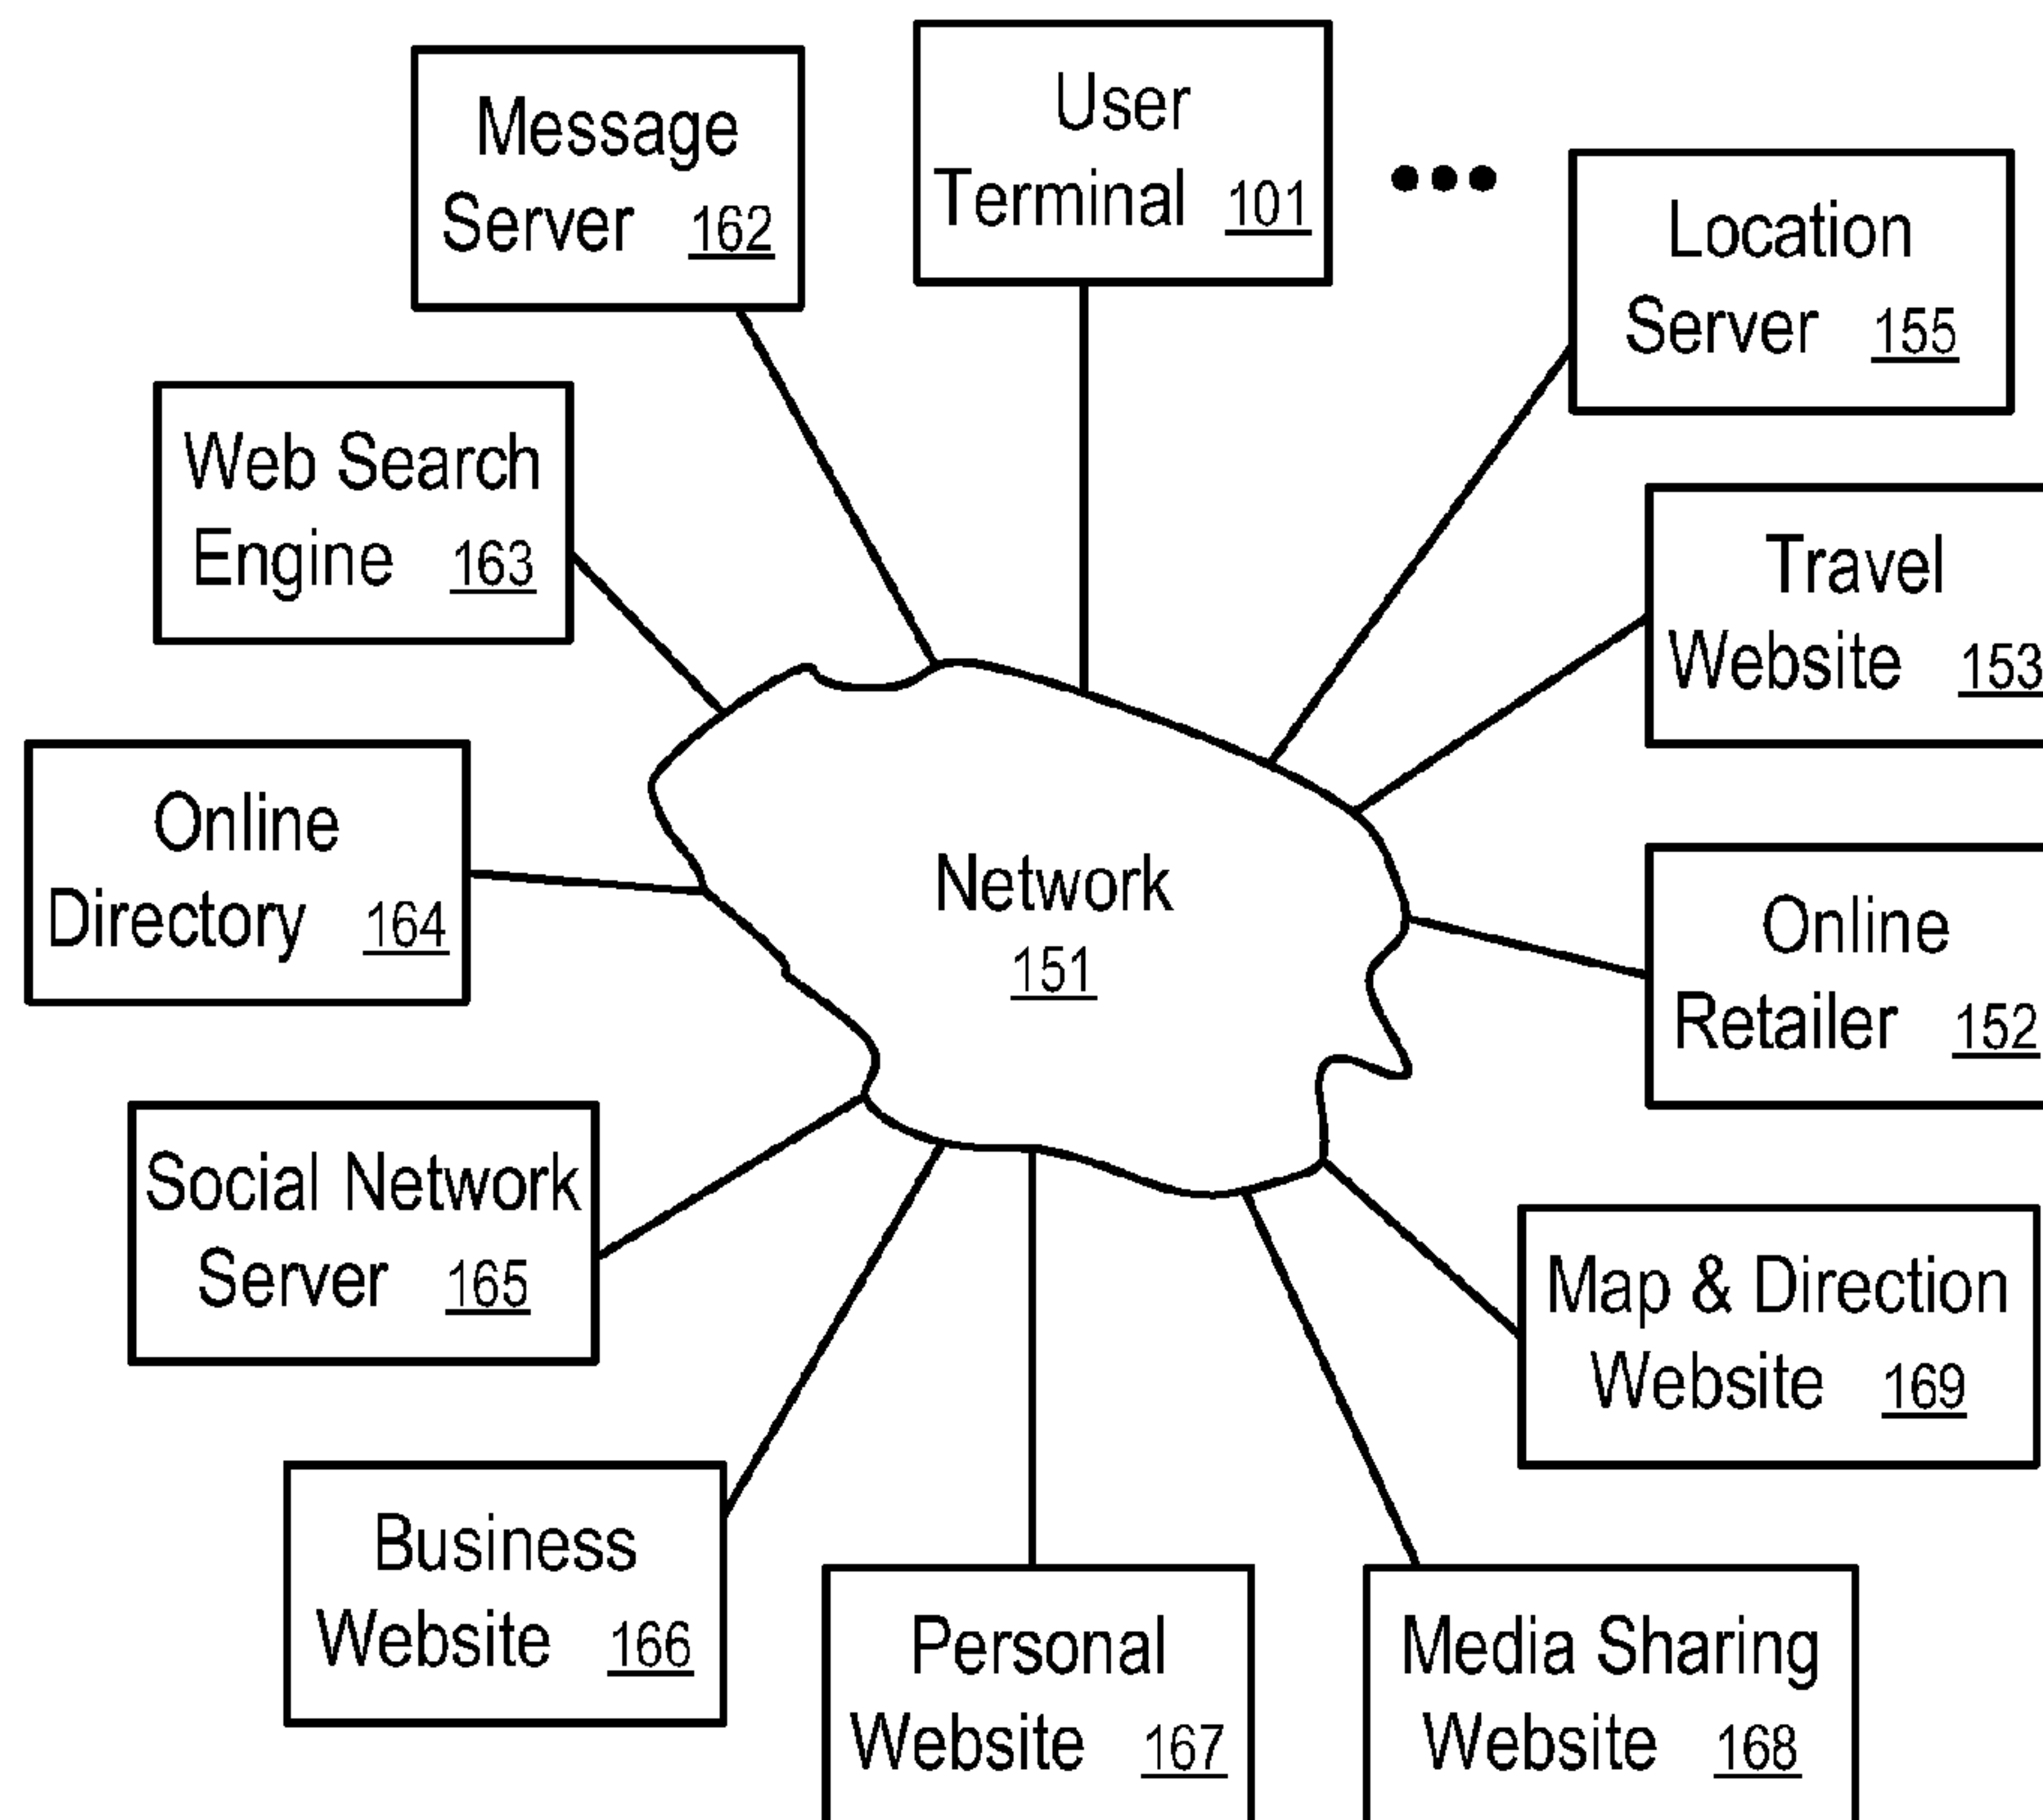 Message
Server 162
User
Terminal 101
Location
Server 155
Web Search
Engine 163
Travel
Website 153
Online
Directory 164
Network
151
Online
Retailer 152
Social Network
Server 165
Map & Direction
Website 169
Business
Website 166
Personal
Website 167
Media Sharing
Website 168